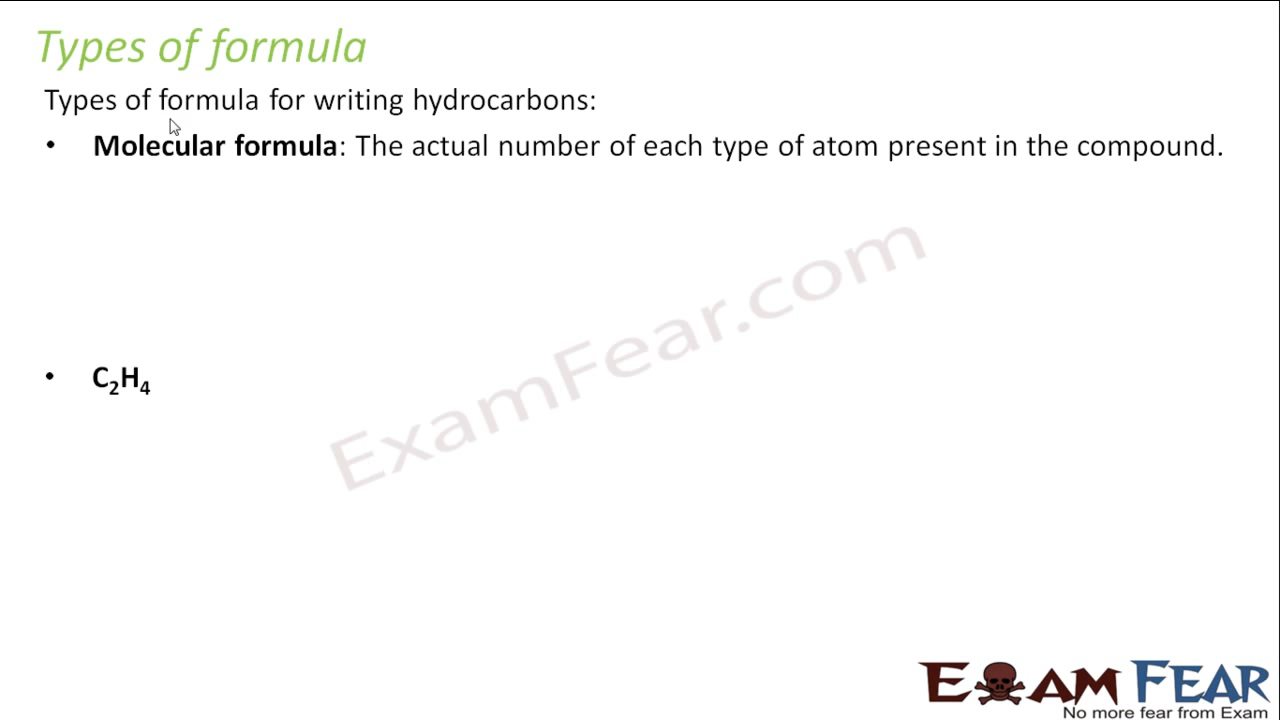 Types of formula
Types of formula for writing hydrocarbons:
• Molecular formula: The actual number of each type of atom present in the compound.
ExamFear.com
• C₂H₄
EXAM FEAR
No more fear from Exam